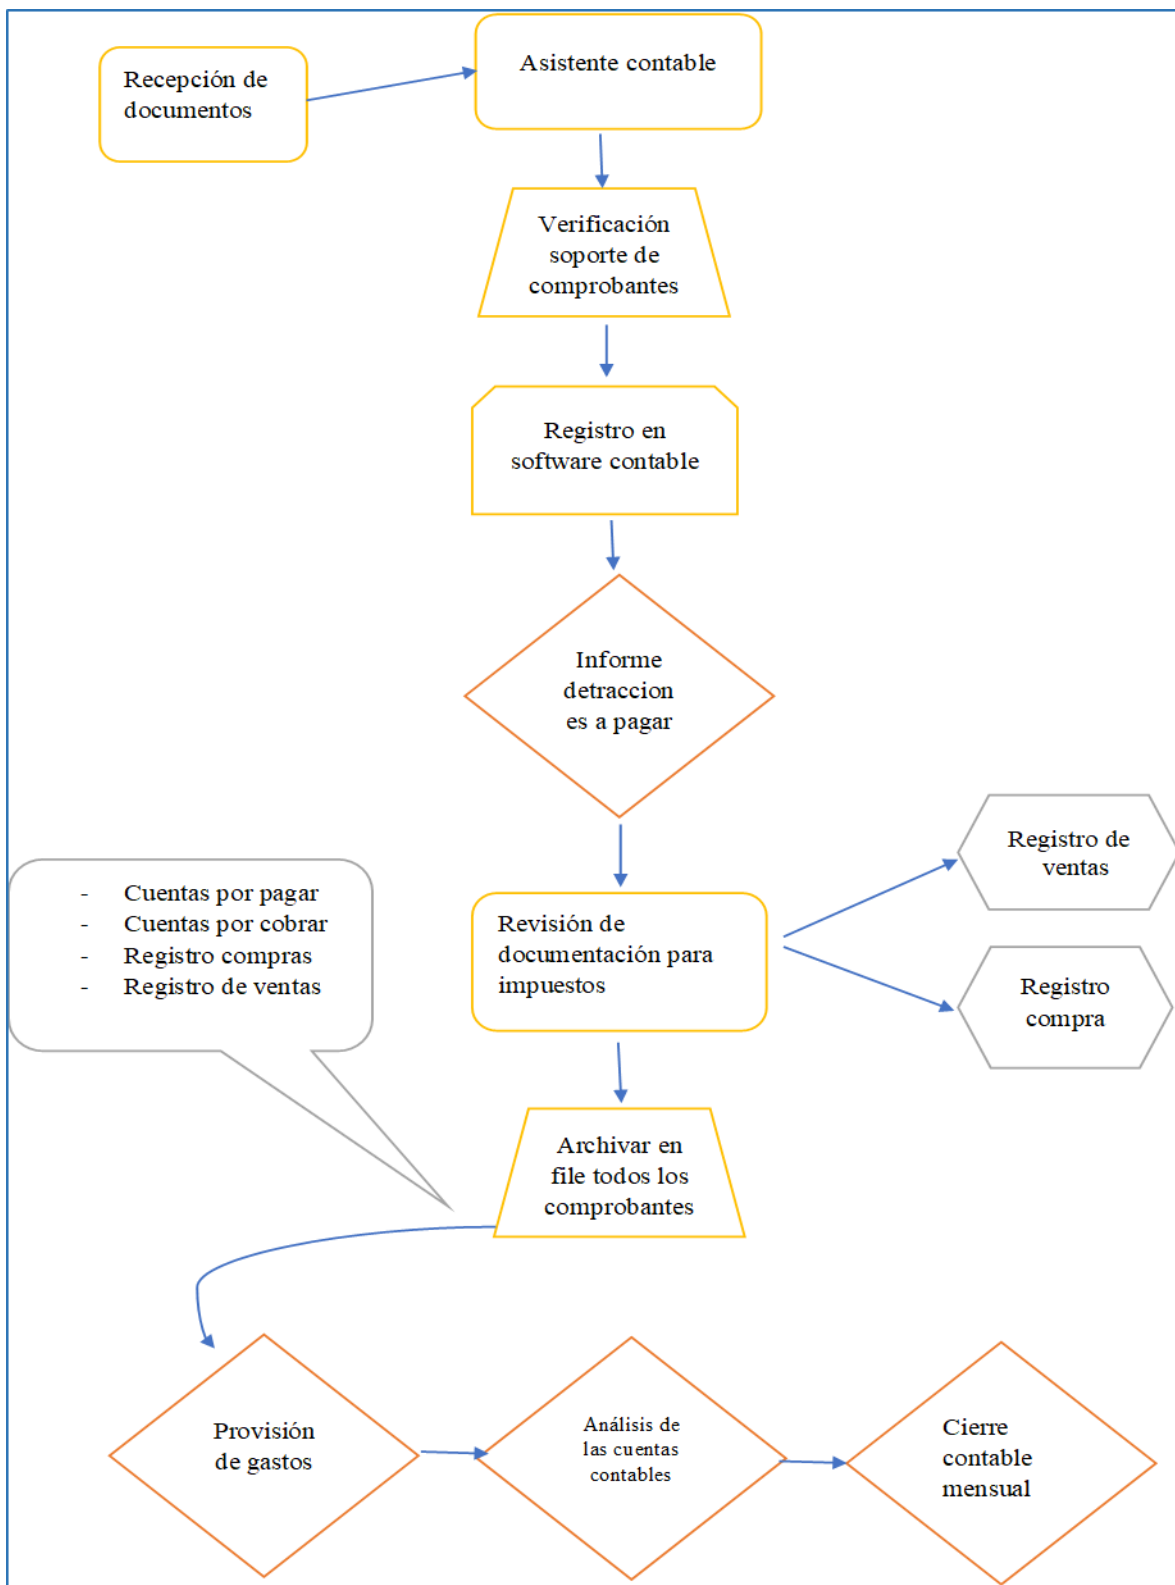 Recepción de
documentos
Asistente contable
Verificación
soporte de
comprobantes
Registro en
software contable
Informe
detraccion
es a pagar
Registro de
ventas
- Cuentas por pagar
- Cuentas por cobrar
- Registro compras
- Registro de ventas
Revisión de
documentación para
impuestos
Registro
compra
Archivar en
file todos los
comprobantes
Provisión
de gastos
Análisis de
las cuentas
contables
Cierre
contable
mensual